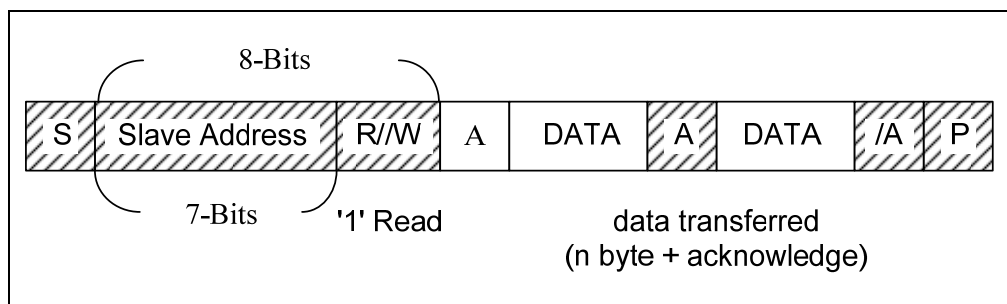 8-Bits
S Slave Address R//W A DATA A DATA /A P
7-Bits '1' Read data transferred
(n byte + acknowledge)